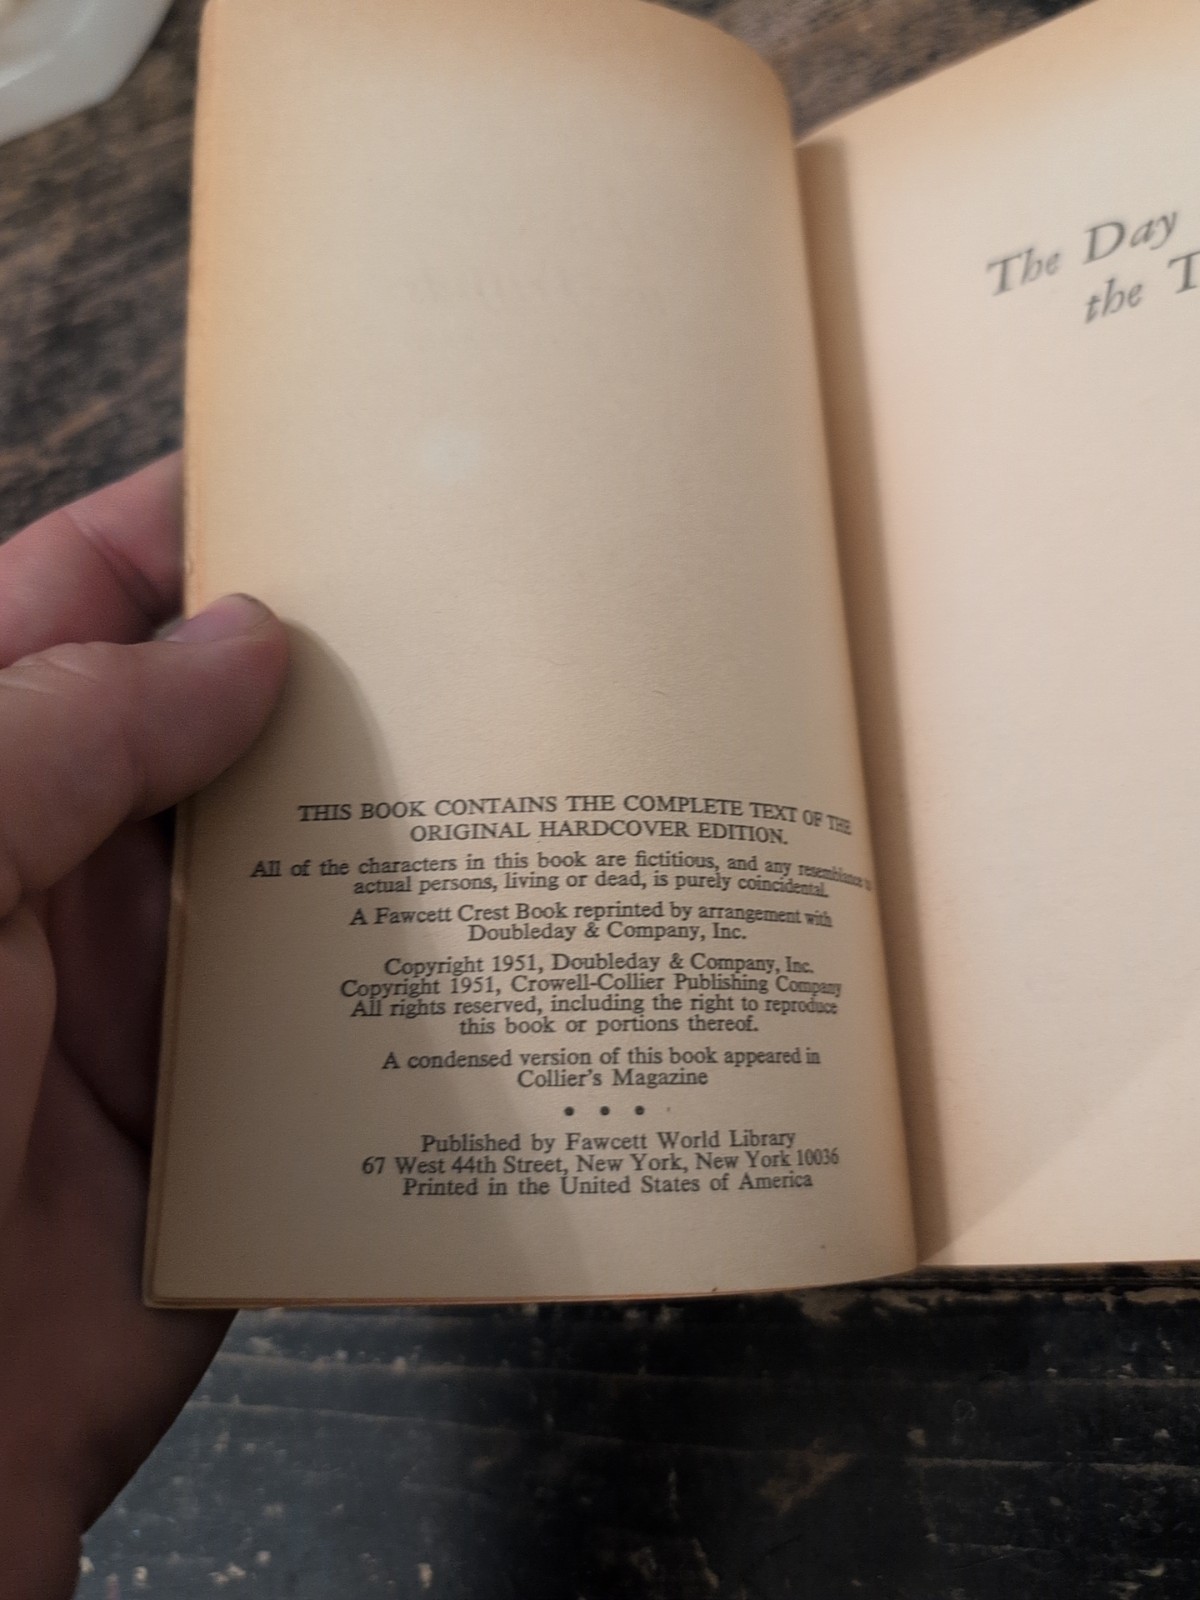 THIS BOOK CONTAINS THE COMPLETE TEXT OF THE
ORIGINAL HARDCOVER EDITION.
All of the characters in this book are fictitious, and any resemblance to
actual persons, living or dead, is purely coincidental.
A Fawcett Crest Book reprinted by arrangement with
Doubleday & Company, Inc.
Copyright 1951, Doubleday & Company, Inc.
Copyright 1951, Crowell-Collier Publishing Company
All rights reserved, including the right to reproduce
this book or portions thereof.
A condensed version of this book appeared in
Collier's Magazine
• • •
Published by Fawcett World Library
67 West 44th Street, New York, New York 10036
Printed in the United States of America
The Day
the T